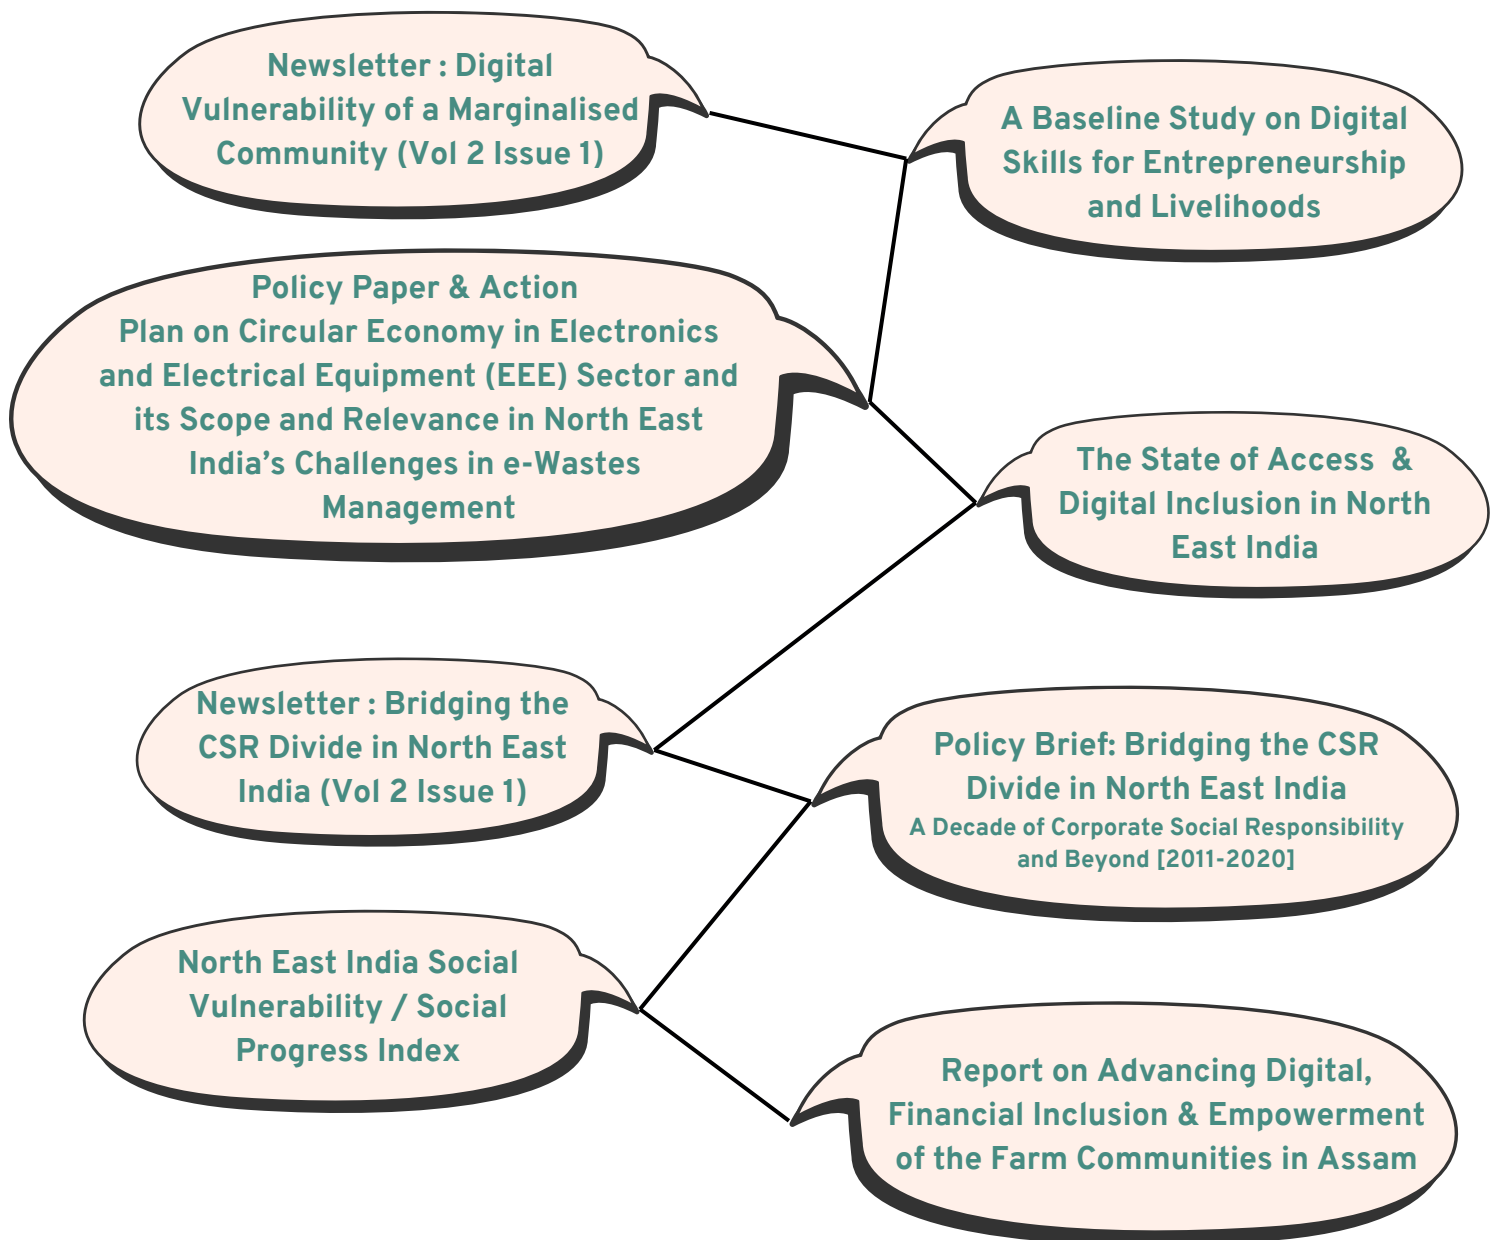 Newsletter : Digital
Vulnerability of a Marginalised
Community (Vol 2 Issue 1)
A Baseline Study on Digital
Skills for Entrepreneurship
and Livelihoods
Policy Paper & Action
Plan on Circular Economy in Electronics
and Electrical Equipment (EEE) Sector and
its Scope and Relevance in North East
India's Challenges in e-Wastes
Management
The State of Access  &
Digital Inclusion in North
East India
Newsletter : Bridging the
CSR Divide in North East
India (Vol 2 Issue 1)
Policy Brief: Bridging the CSR
Divide in North East India
A Decade of Corporate Social Responsibility
and Beyond [2011-2020]
North East India Social
Vulnerability / Social
Progress Index
Report on Advancing Digital,
Financial Inclusion & Empowerment
of the Farm Communities in Assam